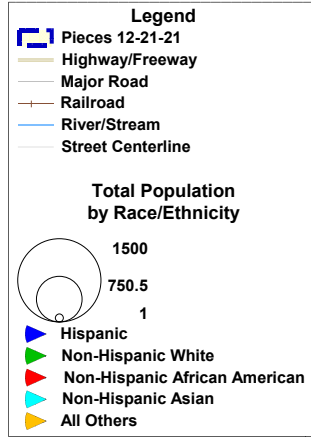 Legend
Pieces 12-21-21
Highway/Freeway
Major Road
Railroad
River/Stream
Street Centerline
Total Population
by Race/Ethnicity
1500
750.5
1
Hispanic
Non-Hispanic White
Non-Hispanic African American
Non-Hispanic Asian
All Others